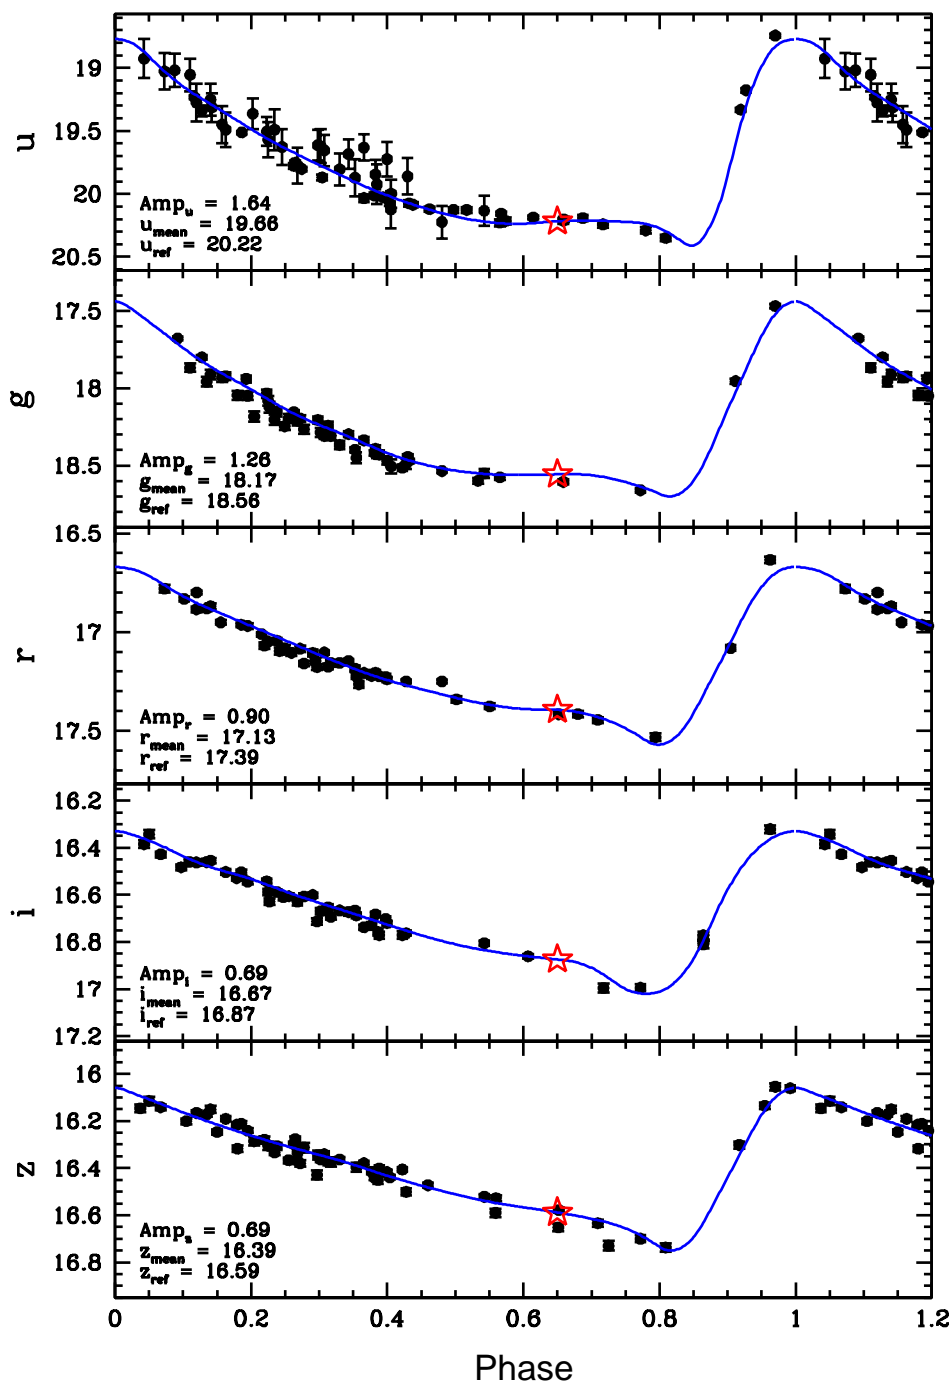 19
19.5
20
20.5
u
Amp_u = 1.64
u_mean = 19.66
u_ref = 20.22
17.5
18
18.5
g
Amp_g = 1.26
g_mean = 18.17
g_ref = 18.56
16.5
17
17.5
r
Amp_r = 0.90
r_mean = 17.13
r_ref = 17.39
16.2
16.4
16.6
16.8
17
17.2
i
Amp_i = 0.69
i_mean = 16.67
i_ref = 16.87
16
16.2
16.4
16.6
16.8
z
Amp_z = 0.69
z_mean = 16.39
z_ref = 16.59
0 0.2 0.4 0.6 0.8 1 1.2
Phase